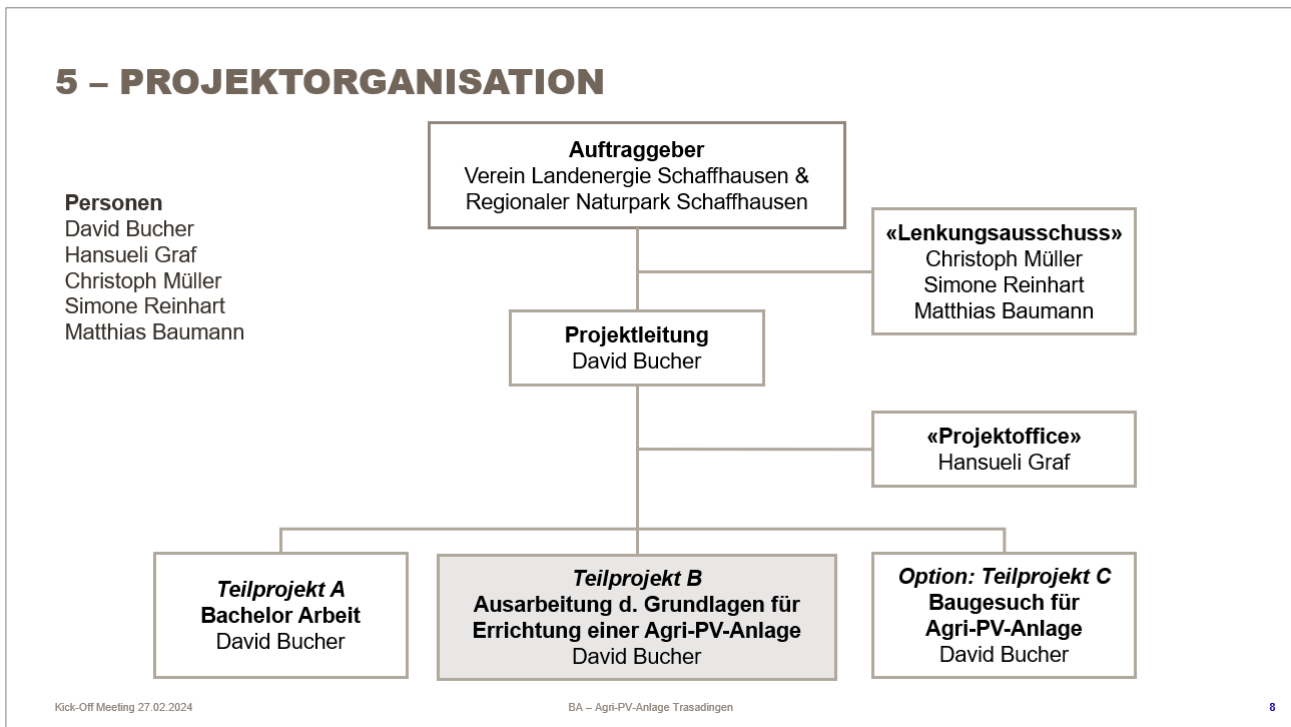 5 – PROJEKTORGANISATION
Personen
David Bucher
Hansueli Graf
Christoph Müller
Simone Reinhart
Matthias Baumann
Auftraggeber
Verein Landenergie Schaffhausen &
Regionaler Naturpark Schaffhausen
«Lenkungsausschuss»
Christoph Müller
Simone Reinhart
Matthias Baumann
Projektleitung
David Bucher
«Projektoffice»
Hansueli Graf
Teilprojekt A
Bachelor Arbeit
David Bucher
Teilprojekt B
Ausarbeitung d. Grundlagen für
Errichtung einer Agri-PV-Anlage
David Bucher
Option: Teilprojekt C
Baugesuch für
Agri-PV-Anlage
David Bucher
Kick-Off Meeting 27.02.2024
BA – Agri-PV-Anlage Trasadingen
8